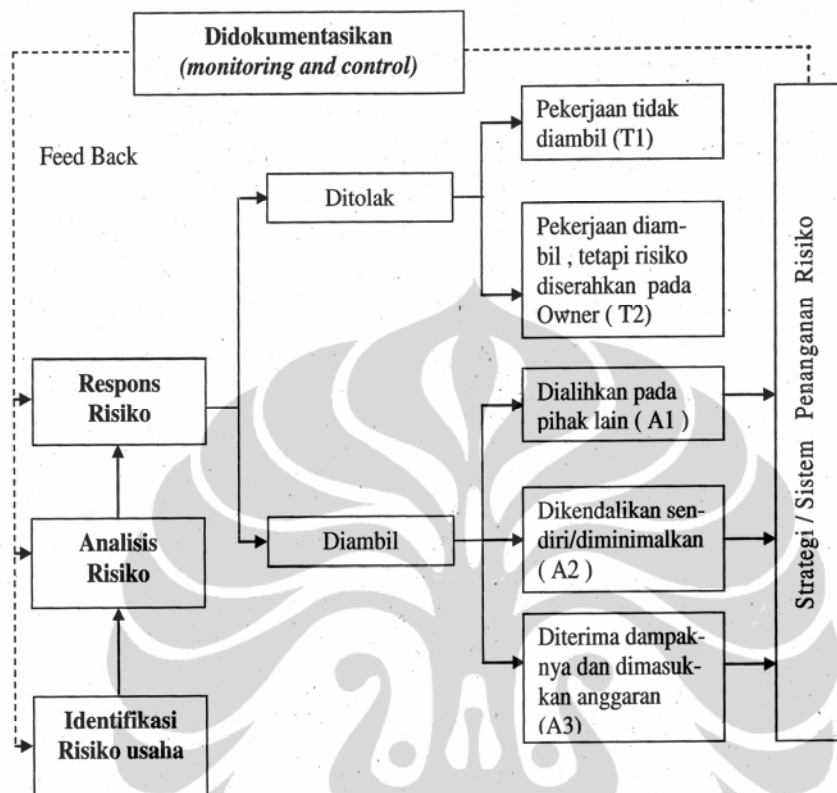 Didokumentasikan
(monitoring and control)
Feed Back
Pekerjaan tidak
diambil (T1)
Ditolak
Pekerjaan diam-
bil , tetapi risiko
diserahkan pada
Owner ( T2)
Respons
Risiko
Dialihkan pada
pihak lain ( A1 )
Analisis
Risiko
Diambil
Dikendalikan sen-
diri/diminimalkan
( A2 )
Diterima dampak-
nya dan dimasuk-
kan anggaran
(A3)
Identifikasi
Risiko usaha
Strategi / Sistem Penanganan Risiko